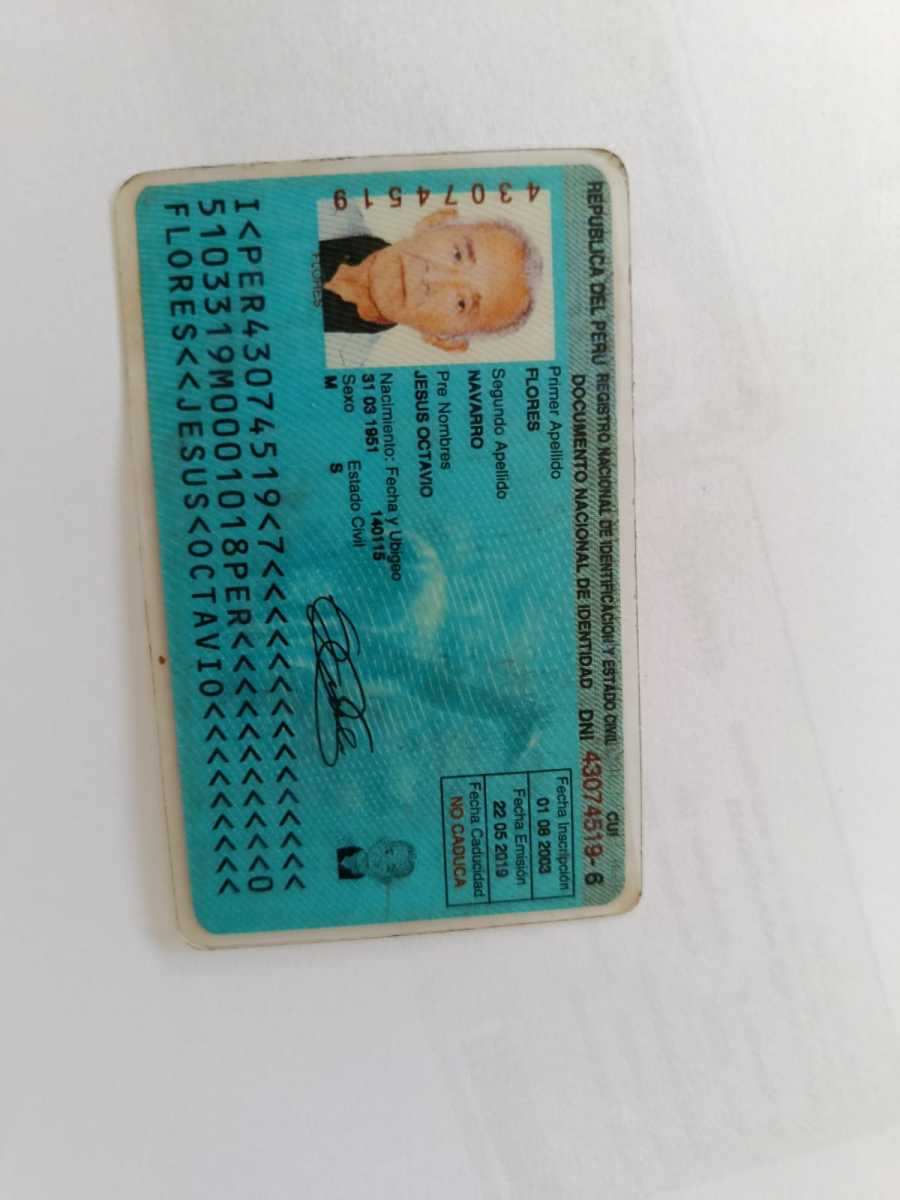 REPUBLICA DEL PERU REGISTRO NACIONAL DE IDENTIFICACION Y ESTADO CIVIL
DOCUMENTO NACIONAL DE IDENTIDAD DNI 43074519-6
CUI
43074519
FLORES
Primer Apellido
FLORES
Segundo Apellido
NAVARRO
Pre Nombres
JESUS OCTAVIO
Nacimiento: Fecha y Ubigeo
31 03 1951 140115
Sexo Estado Civil
M S
Fecha Inscripción
01 08 2003
Fecha Emisión
22 05 2019
Fecha Caducidad
NO CADUCA
I<PER43074519<7<<<<<<<<<<<<<<<
5103319M0001018PER<<<<<<<<<<<0
FLORES<<JESUS<OCTAVIO<<<<<<<<<